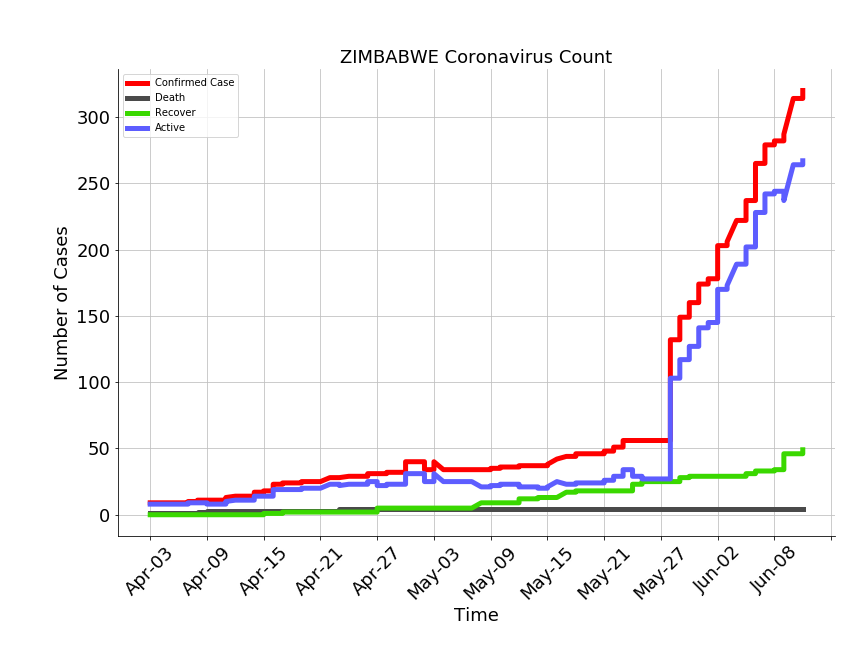 ZIMBABWE Coronavirus Count
Confirmed Case
Death
Recover
Active
Number of Cases
300
250
200
150
100
50
0
Apr-03
Apr-09
Apr-15
Apr-21
Apr-27
May-03
May-09
May-15
May-21
May-27
Jun-02
Jun-08
Time